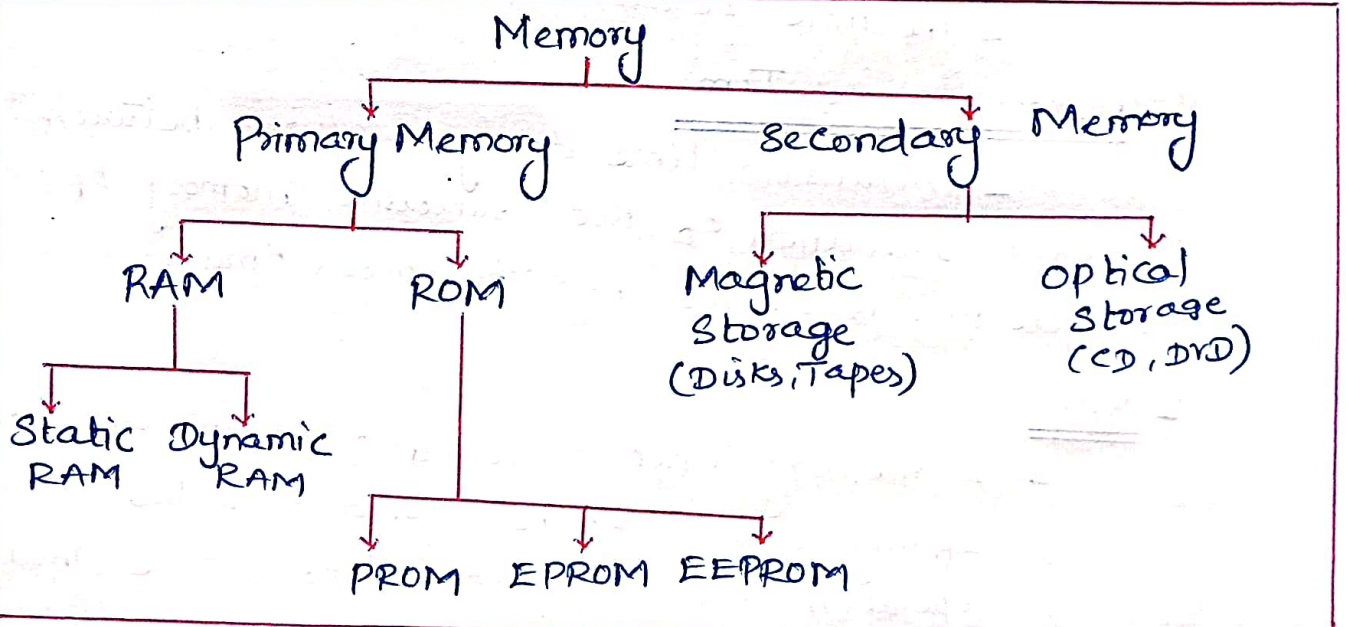 Memory
Primary Memory
Secondary Memory
RAM
ROM
Magnetic
Storage
(Disks, Tapes)
Optical
Storage
(CD, DVD)
Static
RAM
Dynamic
RAM
PROM EPROM EEPROM